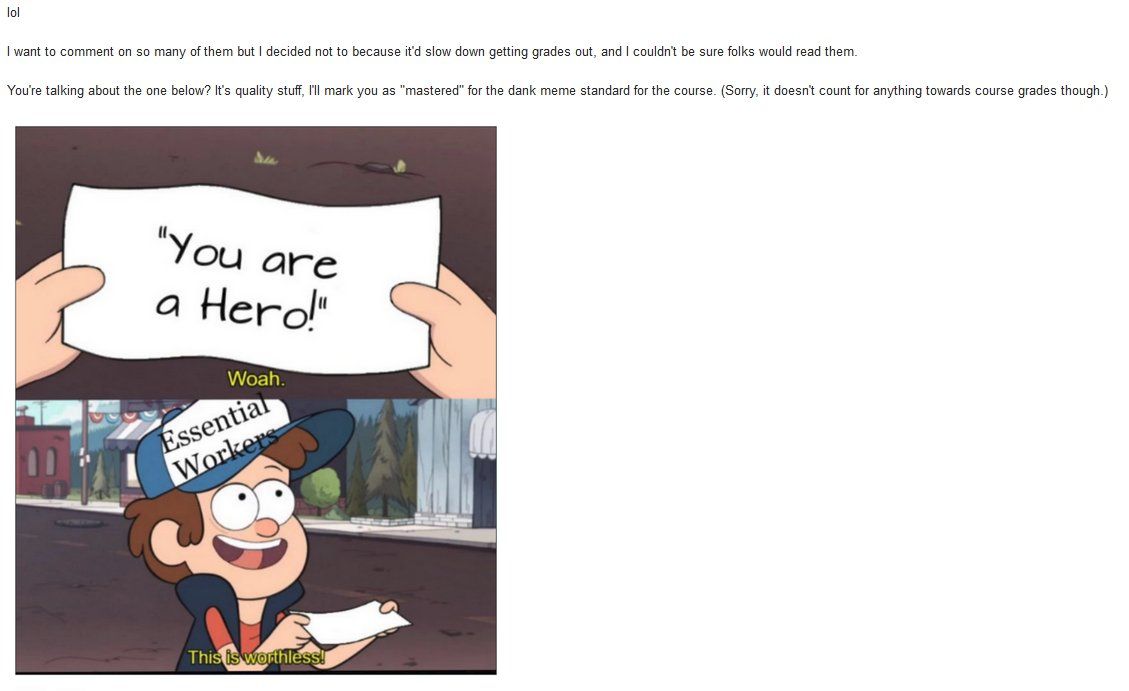 lol
I want to comment on so many of them but I decided not to because it'd slow down getting grades out, and I couldn't be sure folks would read them.
You're talking about the one below? It's quality stuff, I'll mark you as "mastered" for the dank meme standard for the course. (Sorry, it doesn't count for anything towards course grades though.)
"You are
a Hero!"
Woah.
Essential
Workers
This is worthless!